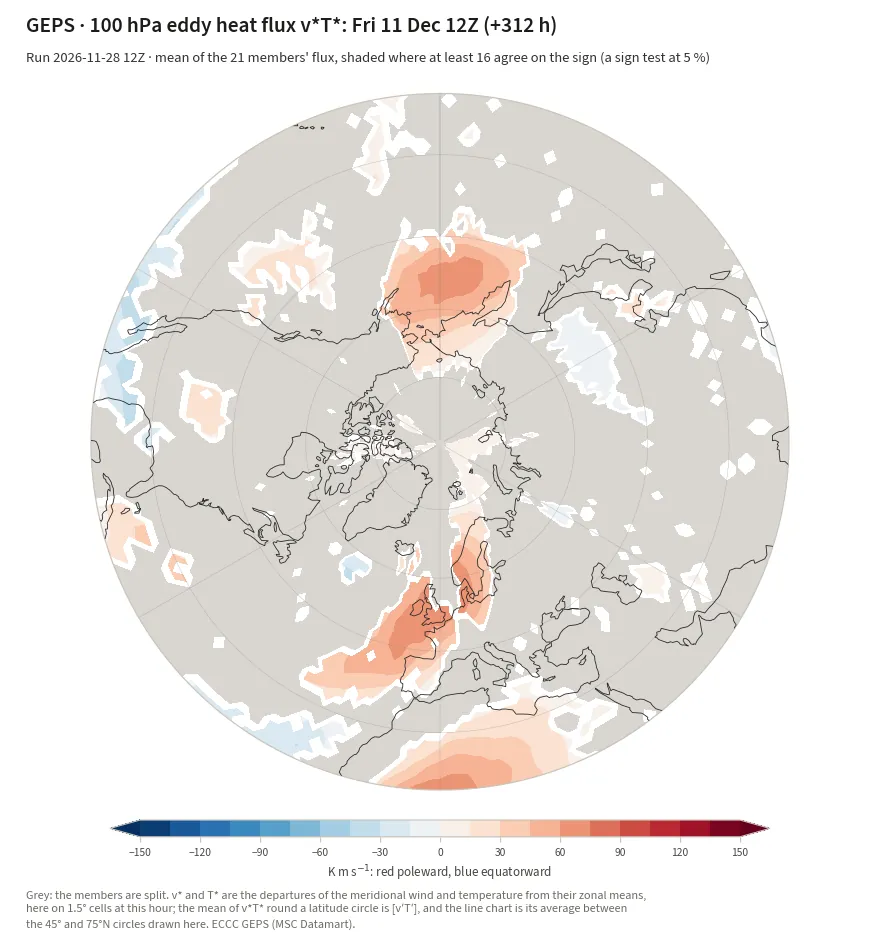 GEPS · 100 hPa eddy heat flux v*T*: Fri 11 Dec 12Z (+312 h)
Run 2026-11-28 12Z · mean of the 21 members' flux, shaded where at least 16 agree on the sign (a sign test at 5 %)
−150 −120 −90 −60 −30 0 30 60 90 120 150
K m s⁻¹: red poleward, blue equatorward
Grey: the members are split. v* and T* are the departures of the meridional wind and temperature from their zonal means,
here on 1.5° cells at this hour; the mean of v*T* round a latitude circle is [v′T′], and the line chart is its average between
the 45° and 75°N circles drawn here. ECCC GEPS (MSC Datamart).